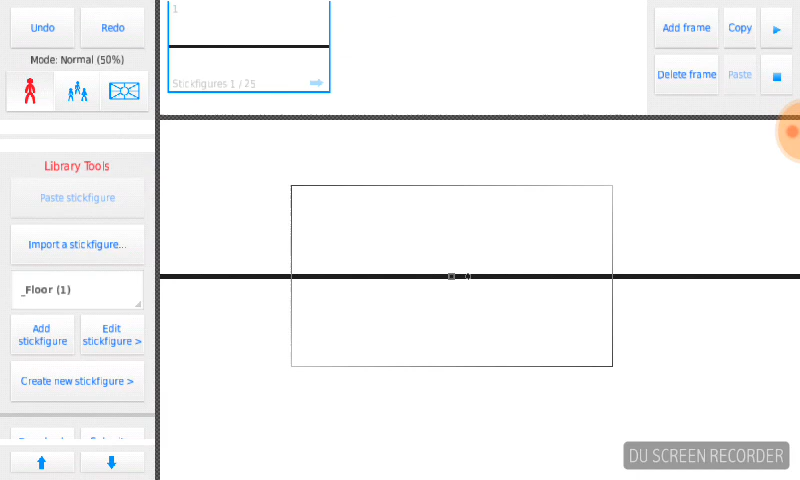 Undo
Redo
Mode: Normal (50%)
Library Tools
Paste stickfigure
Import a stickfigure...
_Floor (1)
Add
stickfigure
Edit
stickfigure >
Create new stickfigure >
1
Stickfigures 1 / 25
Add frame
Copy
Delete frame
Paste
DU SCREEN RECORDER